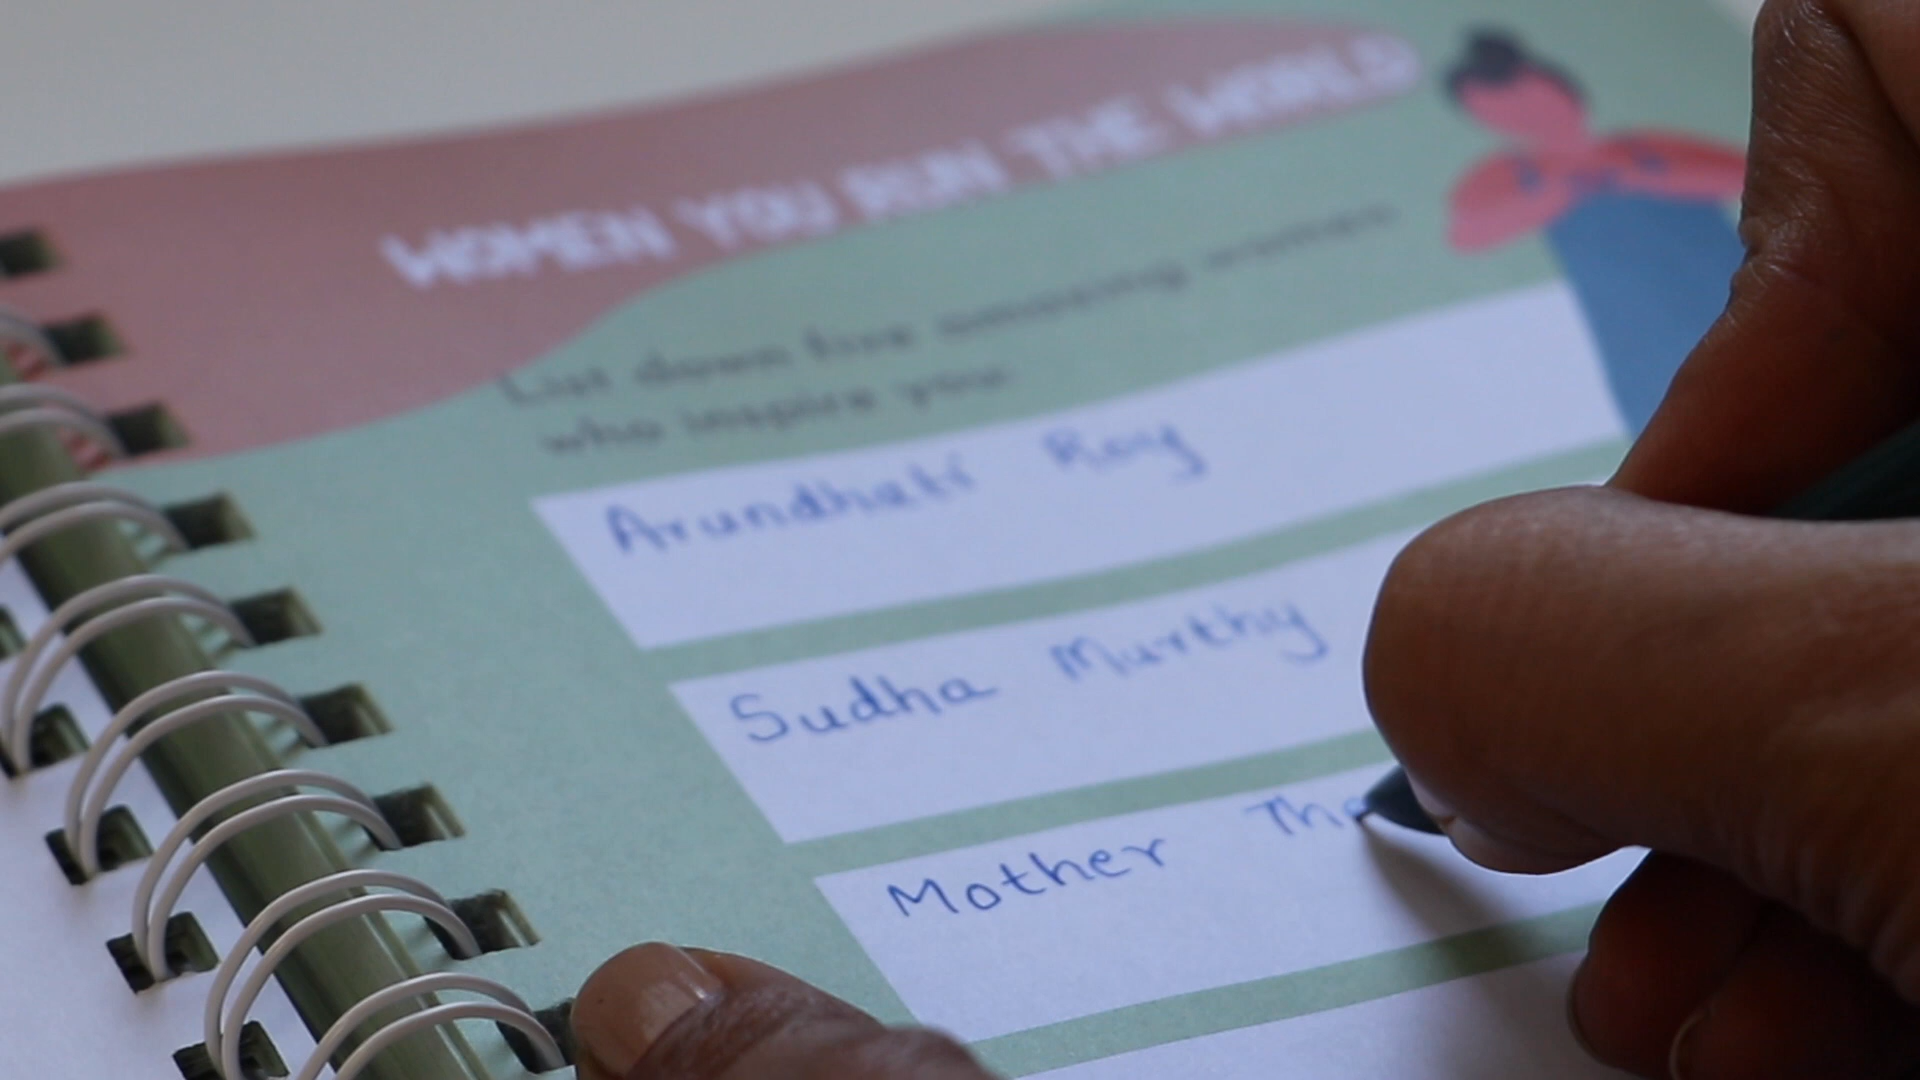 WOMEN YOU RUN THE WORLD
List down five amazing women
who inspire you
Arundhati Roy
Sudha Murthy
Mother The